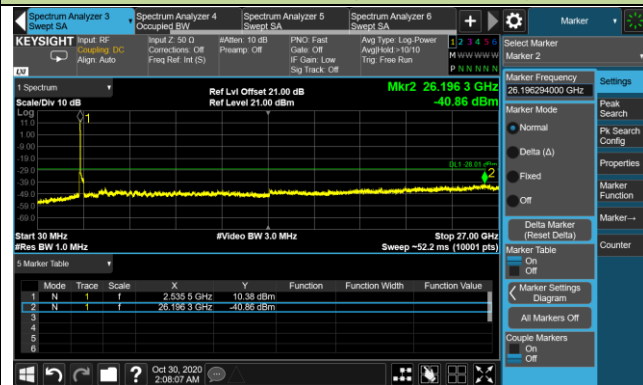 Spectrum Analyzer 3
Swept SA
Spectrum Analyzer 4
Occupied BW
Spectrum Analyzer 5
Swept SA
Spectrum Analyzer 6
Swept SA
Marker
KEYSIGHT
Input: RF
Coupling: DC
Align: Auto
Input Z: 50 Ω
Corrections: Off
Freq Ref: Int (S)
#Atten: 10 dB
Preamp: Off
PNO: Fast
Gate: Off
IF Gain: Low
Sig Track: Off
Avg Type: Log-Power
Avg|Hold:>10/10
Trig: Free Run
1 2 3 4 5 6
M W W W W W
P N N N N N
LXI
Select Marker
Marker 2
Marker Frequency
26.196294000 GHz
Marker Mode
Normal
Delta (Δ)
Fixed
Off
Delta Marker
(Reset Delta)
Marker Table
On
Off
Marker Settings
Diagram
All Markers Off
Couple Markers
On
Off
Settings
Peak
Search
Pk Search
Config
Properties
Marker
Function
Marker→
Counter
1 Spectrum
Scale/Div 10 dB
Log
Ref Lvl Offset 21.00 dB
Ref Level 21.00 dBm
Mkr2 26.196 3 GHz
-40.86 dBm
11.0
1.00
-9.00
-19.0
-29.0
-39.0
-49.0
-59.0
-69.0
1
DL1 -28.01 dBm
2
Start 30 MHz
#Res BW 1.0 MHz
#Video BW 3.0 MHz
Stop 27.00 GHz
Sweep ~52.2 ms (10001 pts)
5 Marker Table
Mode Trace Scale X Y Function Function Width Function Value
1 N 1 f 2.535 5 GHz 10.38 dBm
2 N 1 f 26.196 3 GHz -40.86 dBm
3
4
5
6
Oct 30, 2020
2:08:07 AM